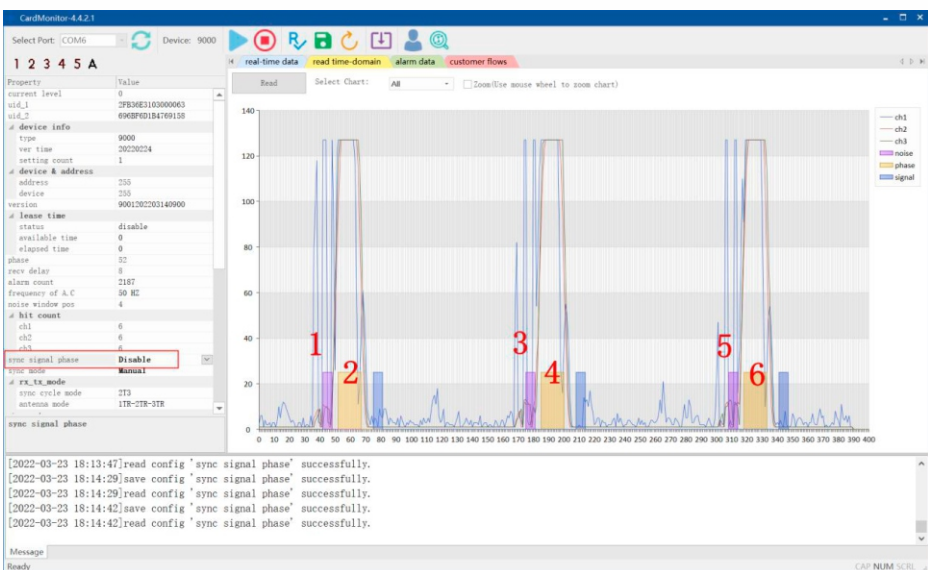 CardMonitor-4.4.2.1
Select Port: COM6 Device: 9000
1 2 3 4 5 A
real-time data read time-domain alarm data customer flows
Property Value
Read Select Chart: All Zoom(Use mouse wheel to zoom chart)
current level 0
uid_1 2FB36E3103000063
uid_2 696BF6D1B4769158
device info
type 9000
ver time 20220224
setting count 1
device & address
address 255
device 255
version 9001202203140900
lease time
status disable
available time 0
elapsed time 0
phase 52
recv delay 8
alarm count 2187
frequency of A.C 50 HZ
noise window pos 4
hit count
ch1 6
ch2 6
ch3 6
sync signal phase Disable
sync mode Manual
rx_tx_mode
sync cycle mode 2T3
antenna mode 1TR-2TR-3TR
sync signal phase
140
120
100
80
60
40
20
0
1 2 3 4 5 6
0 10 20 30 40 50 60 70 80 90 100 110 120 130 140 150 160 170 180 190 200 210 220 230 240 250 260 270 280 290 300 310 320 330 340 350 360 370 380 390 400
ch1
ch2
ch3
noise
phase
signal
[2022-03-23 18:13:47]read config 'sync signal phase' successfully.
[2022-03-23 18:14:29]save config 'sync signal phase' successfully.
[2022-03-23 18:14:29]read config 'sync signal phase' successfully.
[2022-03-23 18:14:42]save config 'sync signal phase' successfully.
[2022-03-23 18:14:42]read config 'sync signal phase' successfully.
Message
Ready CAP NUM SCRL